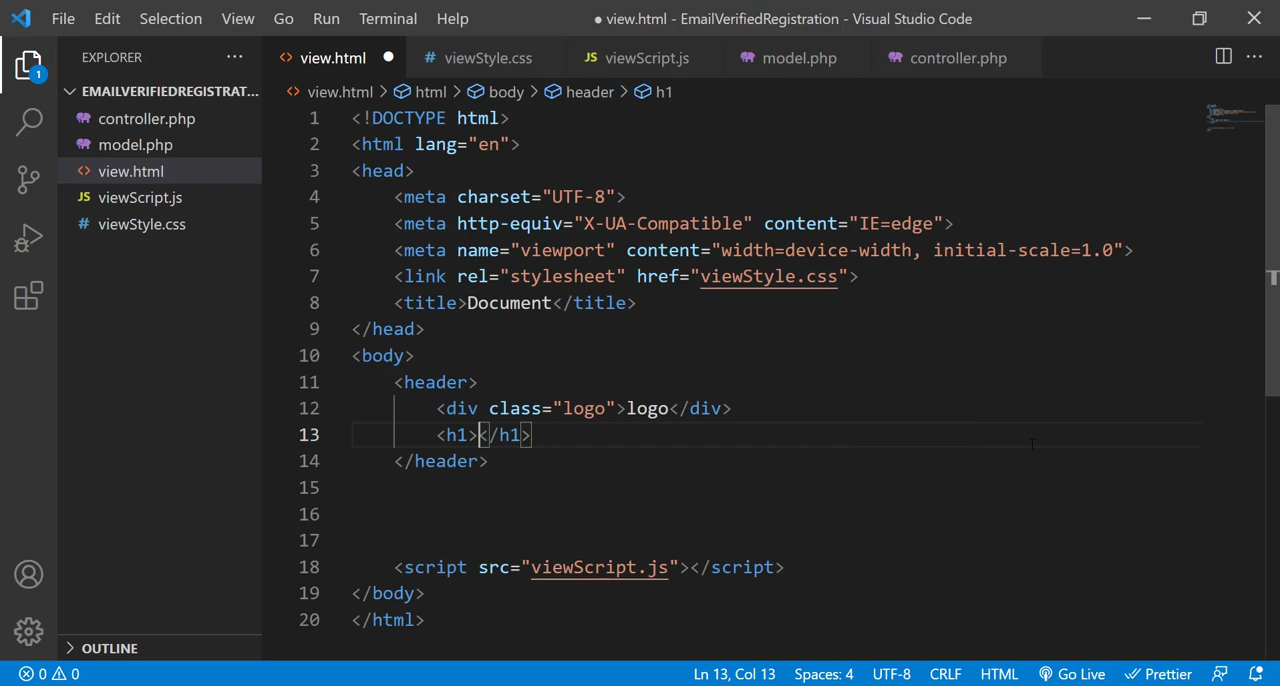 File Edit Selection View Go Run Terminal Help ● view.html - EmailVerifiedRegistration - Visual Studio Code
EXPLORER ··· <> view.html ● # viewStyle.css JS viewScript.js model.php controller.php ···
1
EMAILVERIFIEDREGISTRAT...
controller.php
model.php
<> view.html
JS viewScript.js
# viewStyle.css
<> view.html > html > body > header > h1
1 <!DOCTYPE html>
2 <html lang="en">
3 <head>
4 <meta charset="UTF-8">
5 <meta http-equiv="X-UA-Compatible" content="IE=edge">
6 <meta name="viewport" content="width=device-width, initial-scale=1.0">
7 <link rel="stylesheet" href="viewStyle.css">
8 <title>Document</title>
9 </head>
10 <body>
11 <header>
12 <div class="logo">logo</div>
13 <h1></h1>
14 </header>
15
16
17
18 <script src="viewScript.js"></script>
19 </body>
20 </html>
OUTLINE
0 0 Ln 13, Col 13 Spaces: 4 UTF-8 CRLF HTML Go Live Prettier